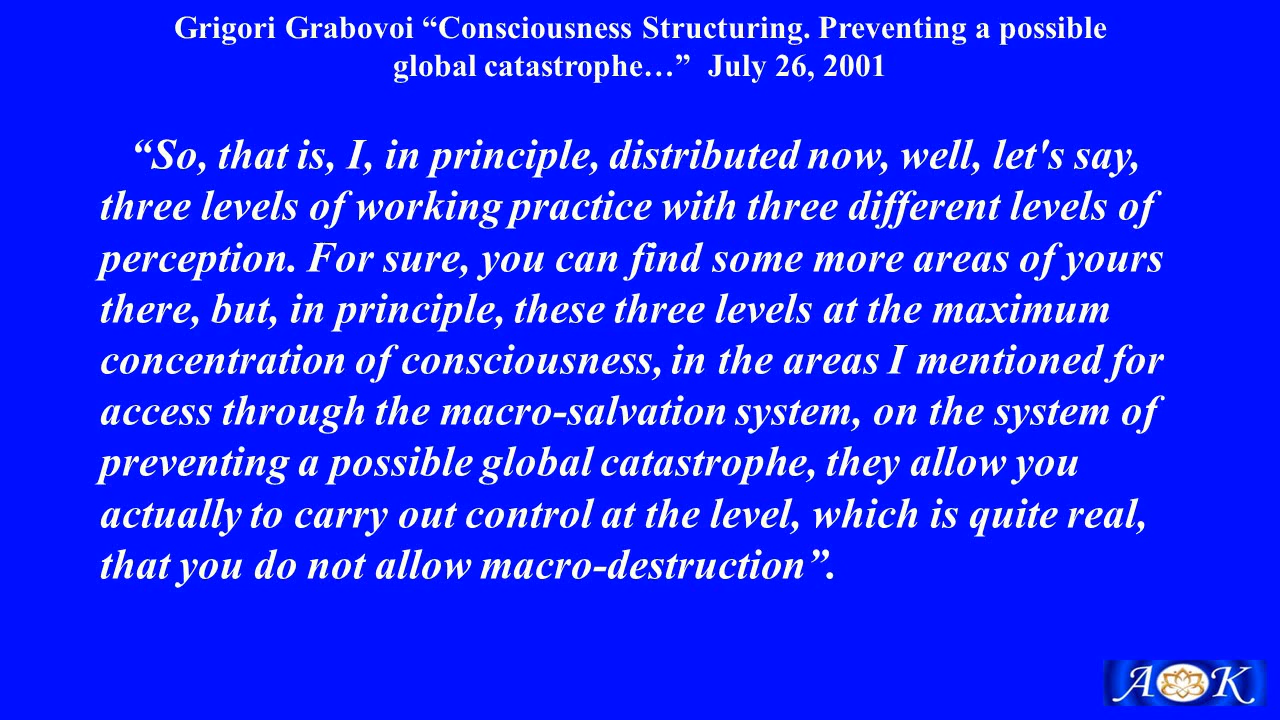 Grigori Grabovoi “Consciousness Structuring. Preventing a possible
global catastrophe…” July 26, 2001
“So, that is, I, in principle, distributed now, well, let's say,
three levels of working practice with three different levels of
perception. For sure, you can find some more areas of yours
there, but, in principle, these three levels at the maximum
concentration of consciousness, in the areas I mentioned for
access through the macro-salvation system, on the system of
preventing a possible global catastrophe, they allow you
actually to carry out control at the level, which is quite real,
that you do not allow macro-destruction”.
A K